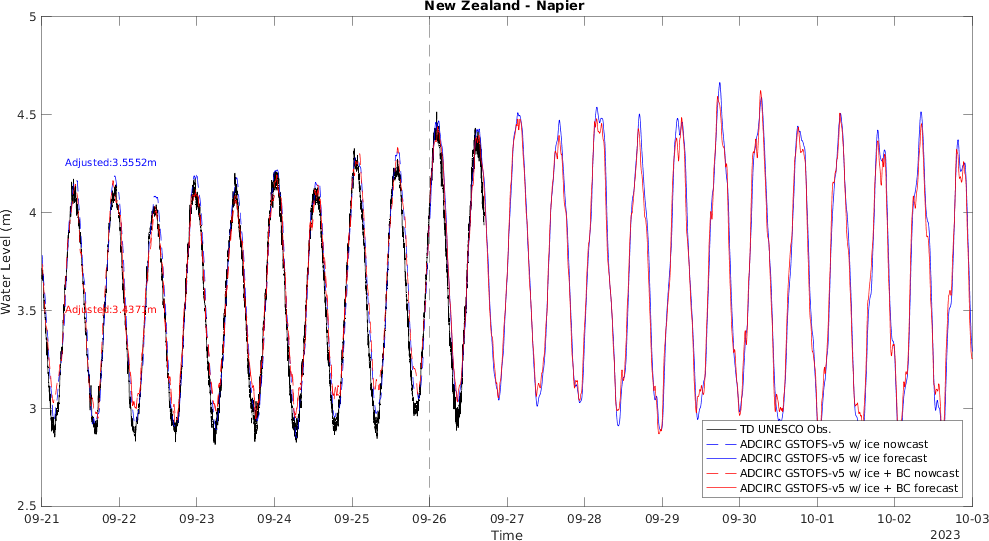 New Zealand - Napier
5
4.5
4
3.5
3
2.5
Water Level (m)
Adjusted:3.5552m
TD UNESCO Obs.
ADCIRC GSTOFS-v5 w/ ice nowcast
ADCIRC GSTOFS-v5 w/ ice forecast
ADCIRC GSTOFS-v5 w/ ice + BC nowcast
ADCIRC GSTOFS-v5 w/ ice + BC forecast
09-21 09-22 09-23 09-24 09-25 09-26 09-27 09-28 09-29 09-30 10-01 10-02 10-03
Time
2023